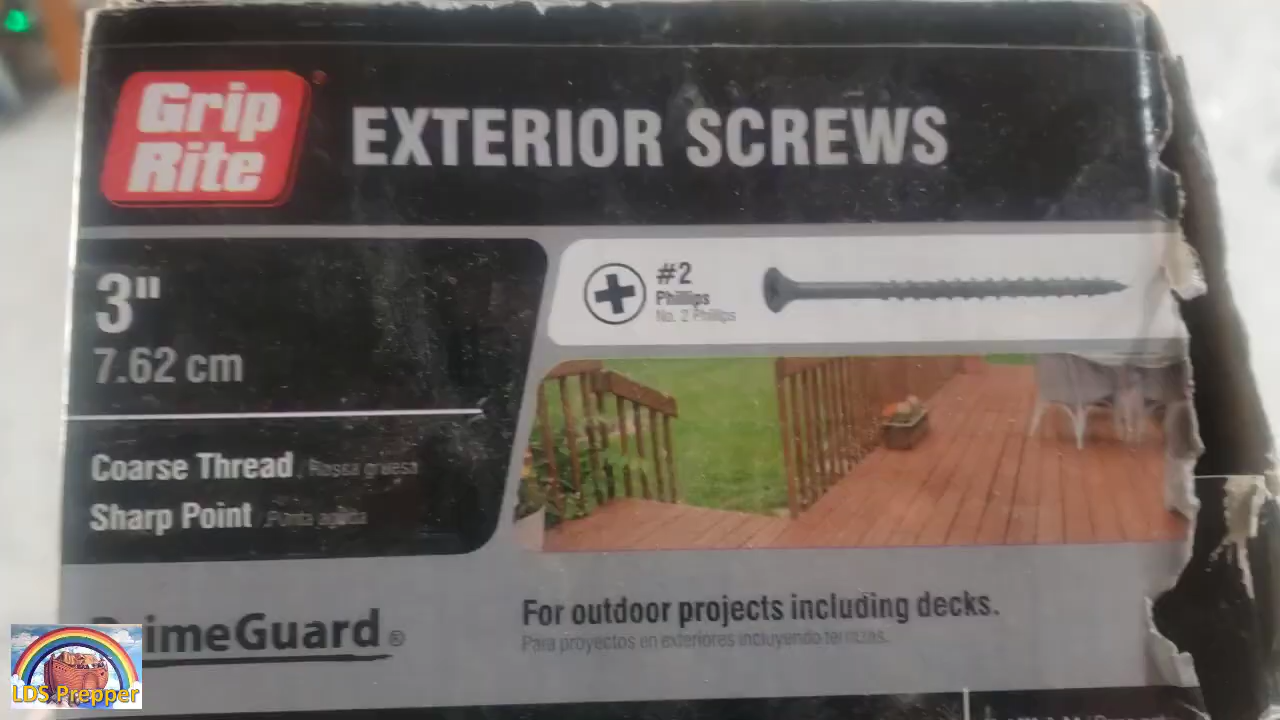 Grip
Rite
EXTERIOR SCREWS
3"
7.62 cm
#2
Phillips
No. 2 Phillips
Coarse Thread
Rosca gruesa
Sharp Point
Punta aguda
PrimeGuard®
For outdoor projects including decks.
Para proyectos en exteriores incluyendo terrazas.
LDS Prepper